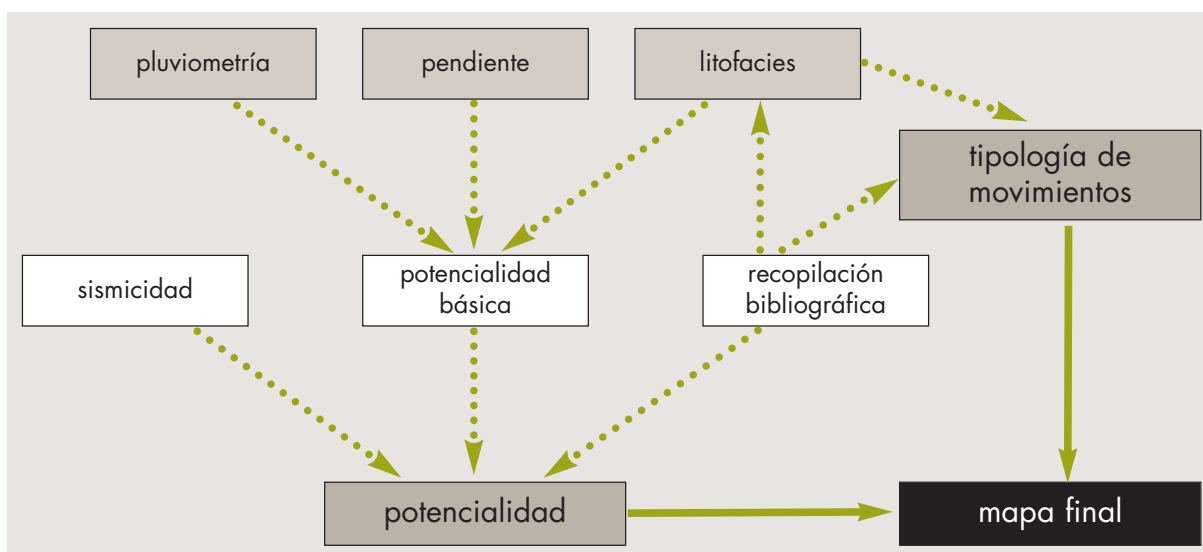 pluviometría
pendiente
litofacies
tipología de
movimientos
sismicidad
potencialidad
básica
recopilación
bibliográfica
potencialidad
mapa final